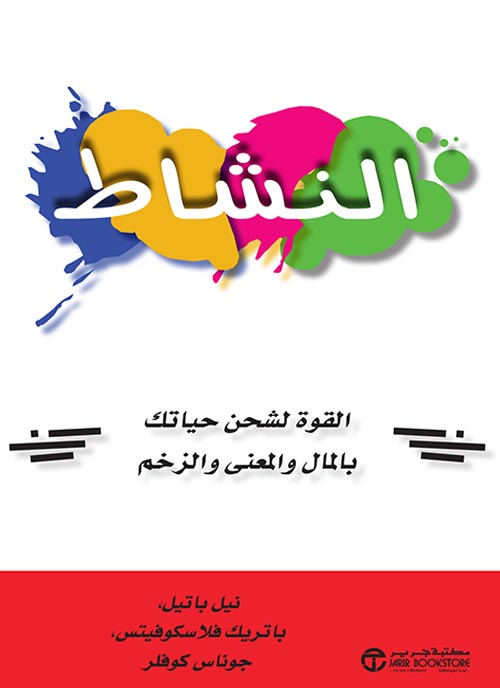 النشاط
القوة لشحن حياتك
بالمال والمعنى والزخم
نيل باتيل،
باتريك فلاسكوفيتس،
جوناس كوفلر
مكتبة جرير
JARIR BOOKSTORE